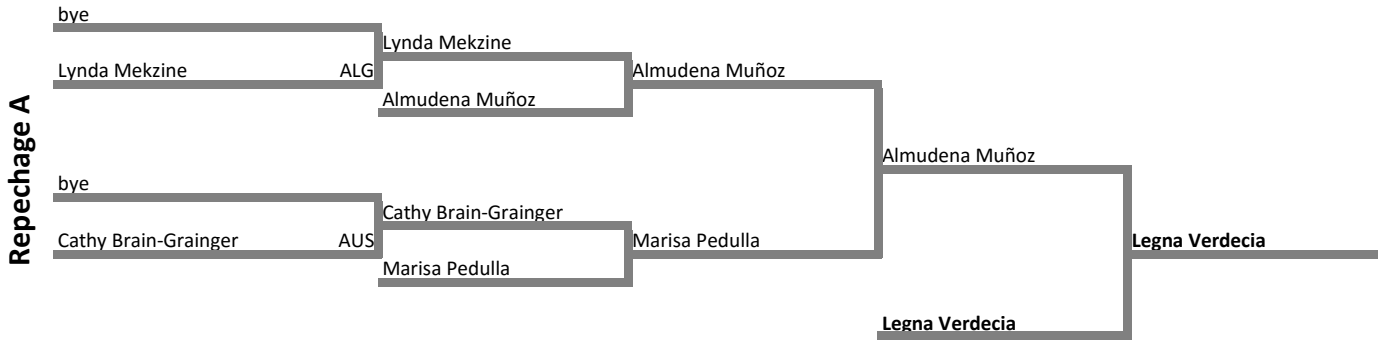 bye
Lynda Mekzine
Lynda Mekzine ALG
Almudena Muñoz
Almudena Muñoz
Repechage A
Almudena Muñoz
bye
Cathy Brain-Grainger
Cathy Brain-Grainger AUS
Marisa Pedulla
Legna Verdecia
Marisa Pedulla
Legna Verdecia